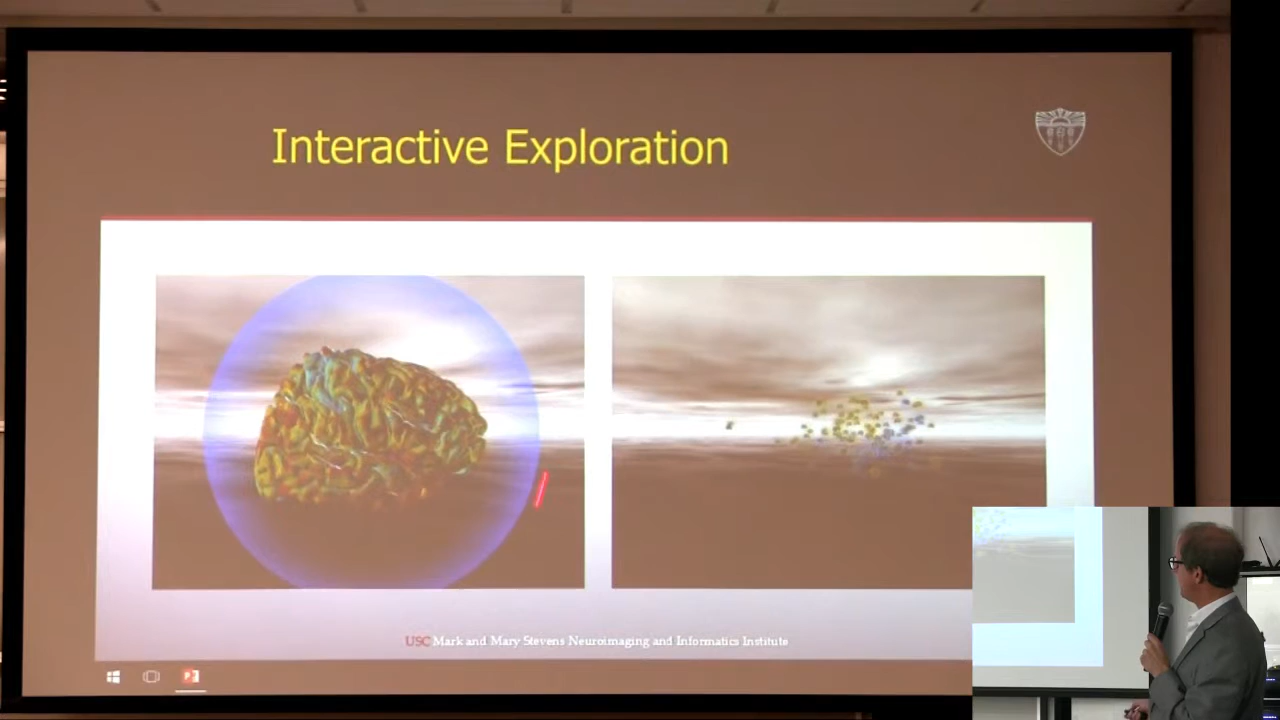 Interactive Exploration
USC Mark and Mary Stevens Neuroimaging and Informatics Institute